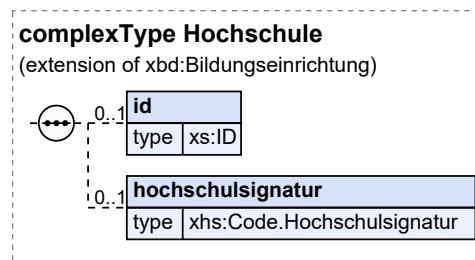 complexType Hochschule
(extension of xbd:Bildungseinrichtung)
0..1 id
type xs:ID
0..1 hochschulsignatur
type xhs:Code.Hochschulsignatur